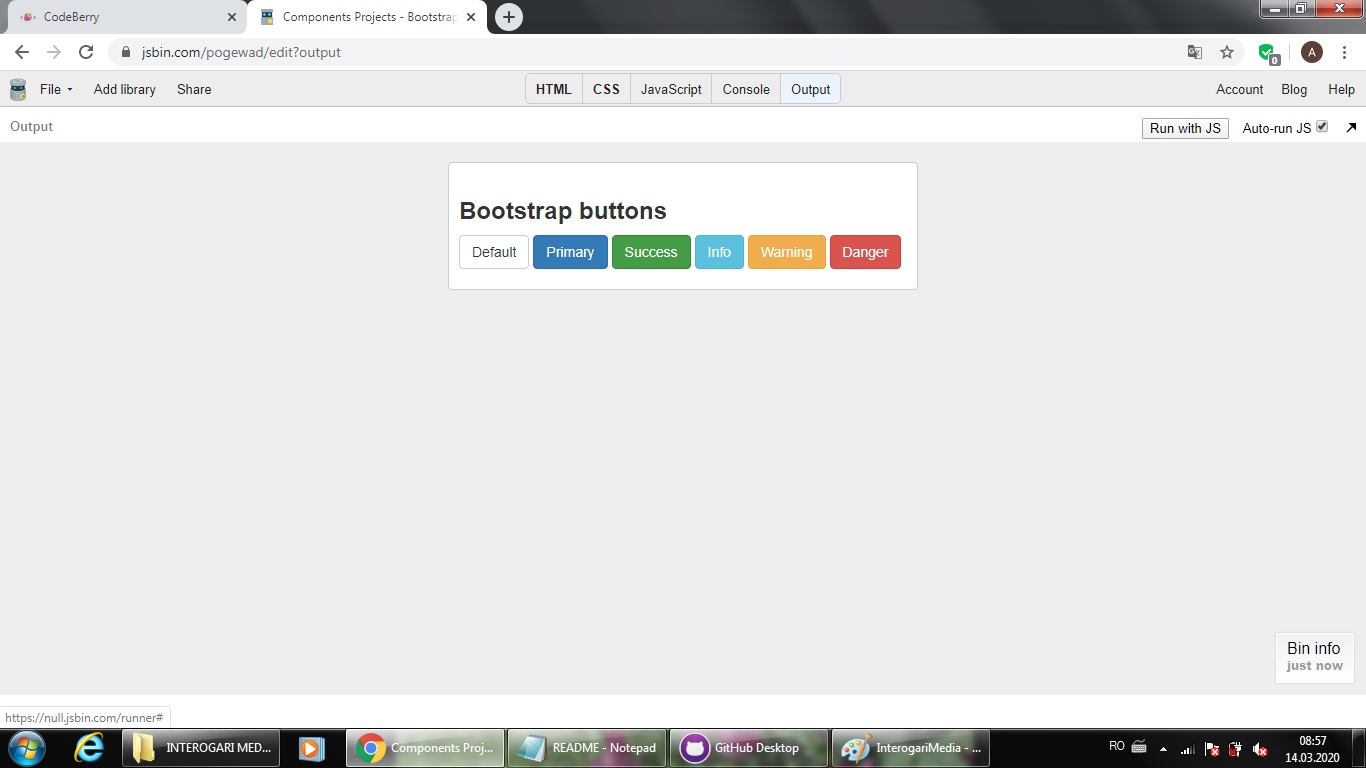 CodeBerry
Components Projects - Bootstrap
jsbin.com/pogewad/edit?output
0
A
File Add library Share
HTML CSS JavaScript Console Output
Account Blog Help
Output
Run with JS Auto-run JS
Bootstrap buttons
Default Primary Success Info Warning Danger
Bin info
just now
https://null.jsbin.com/runner#
INTEROGARI MED...
Components Proj...
README - Notepad
GitHub Desktop
InterogariMedia - ...
RO
08:57
14.03.2020